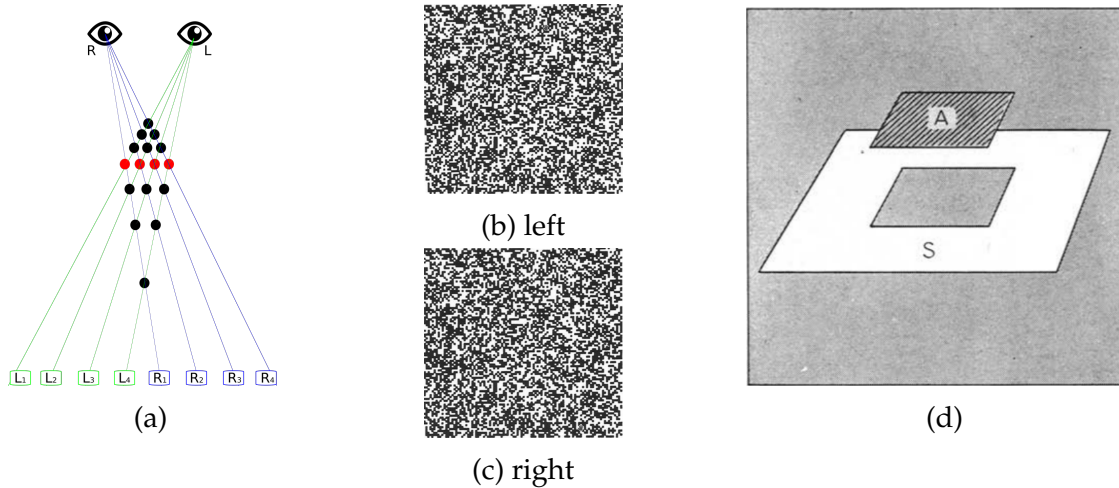 R L
L₁ L₂ L₃ L₄ R₁ R₂ R₃ R₄
(a)
(b) left
(c) right
A
S
(d)